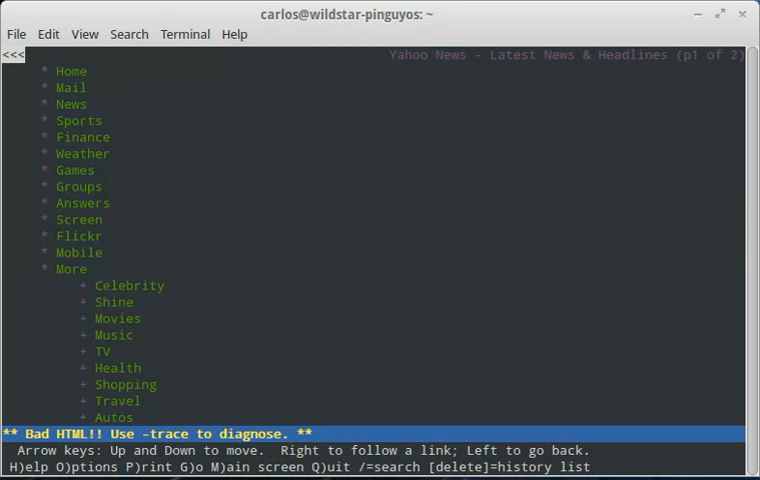 carlos@wildstar-pinguyos: ~
File Edit View Search Terminal Help
<<< Yahoo News - Latest News & Headlines (p1 of 2)
* Home
* Mail
* News
* Sports
* Finance
* Weather
* Games
* Groups
* Answers
* Screen
* Flickr
* Mobile
* More
+ Celebrity
+ Shine
+ Movies
+ Music
+ TV
+ Health
+ Shopping
+ Travel
+ Autos
** Bad HTML!! Use -trace to diagnose. **
Arrow keys: Up and Down to move. Right to follow a link; Left to go back.
H)elp O)ptions P)rint G)o M)ain screen Q)uit /=search [delete]=history list